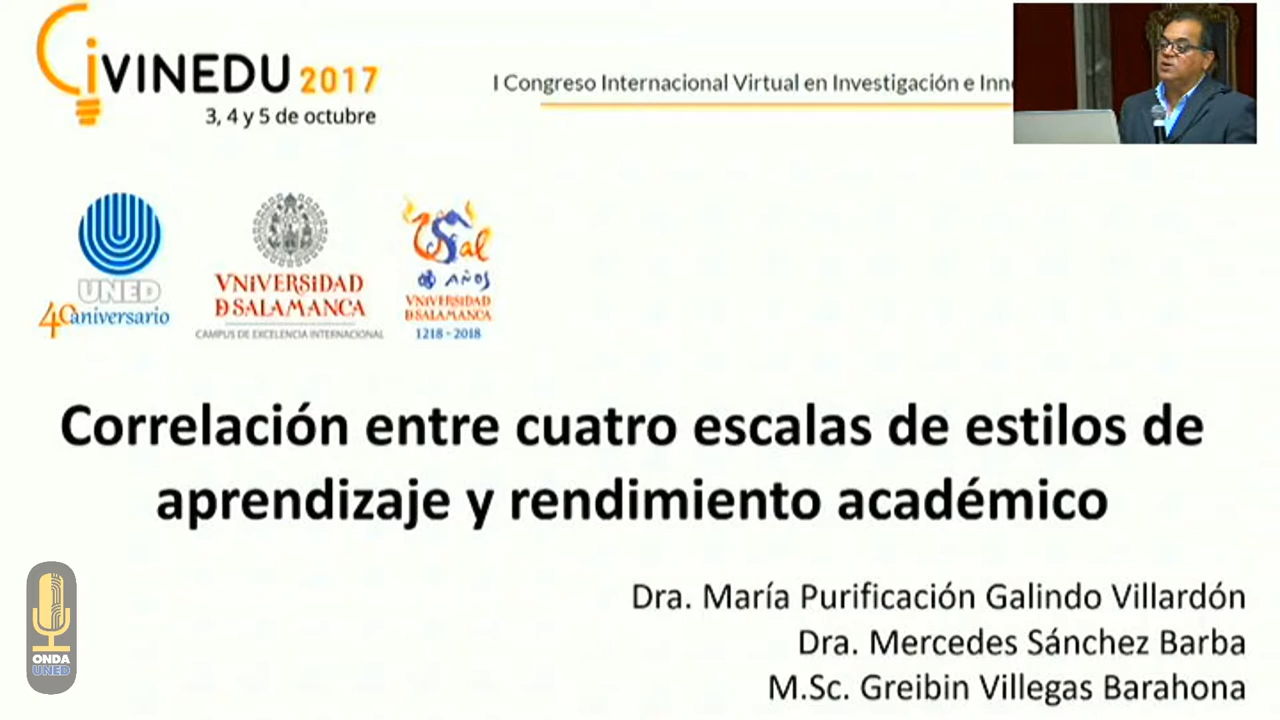 CiVINEDU 2017
3, 4 y 5 de octubre
I Congreso Internacional Virtual en Investigación e
UNED
40 aniversario
VNiVERSiDAD
D SALAMANCA
CAMPUS DE EXCELENCIA INTERNACIONAL
uSal
AÑOS
VNiVERSiDAD
D SALAMANCA
1218 - 2018
Correlación entre cuatro escalas de estilos de
aprendizaje y rendimiento académico
Dra. María Purificación Galindo Villardón
Dra. Mercedes Sánchez Barba
M.Sc. Greibin Villegas Barahona
ONDA
UNED